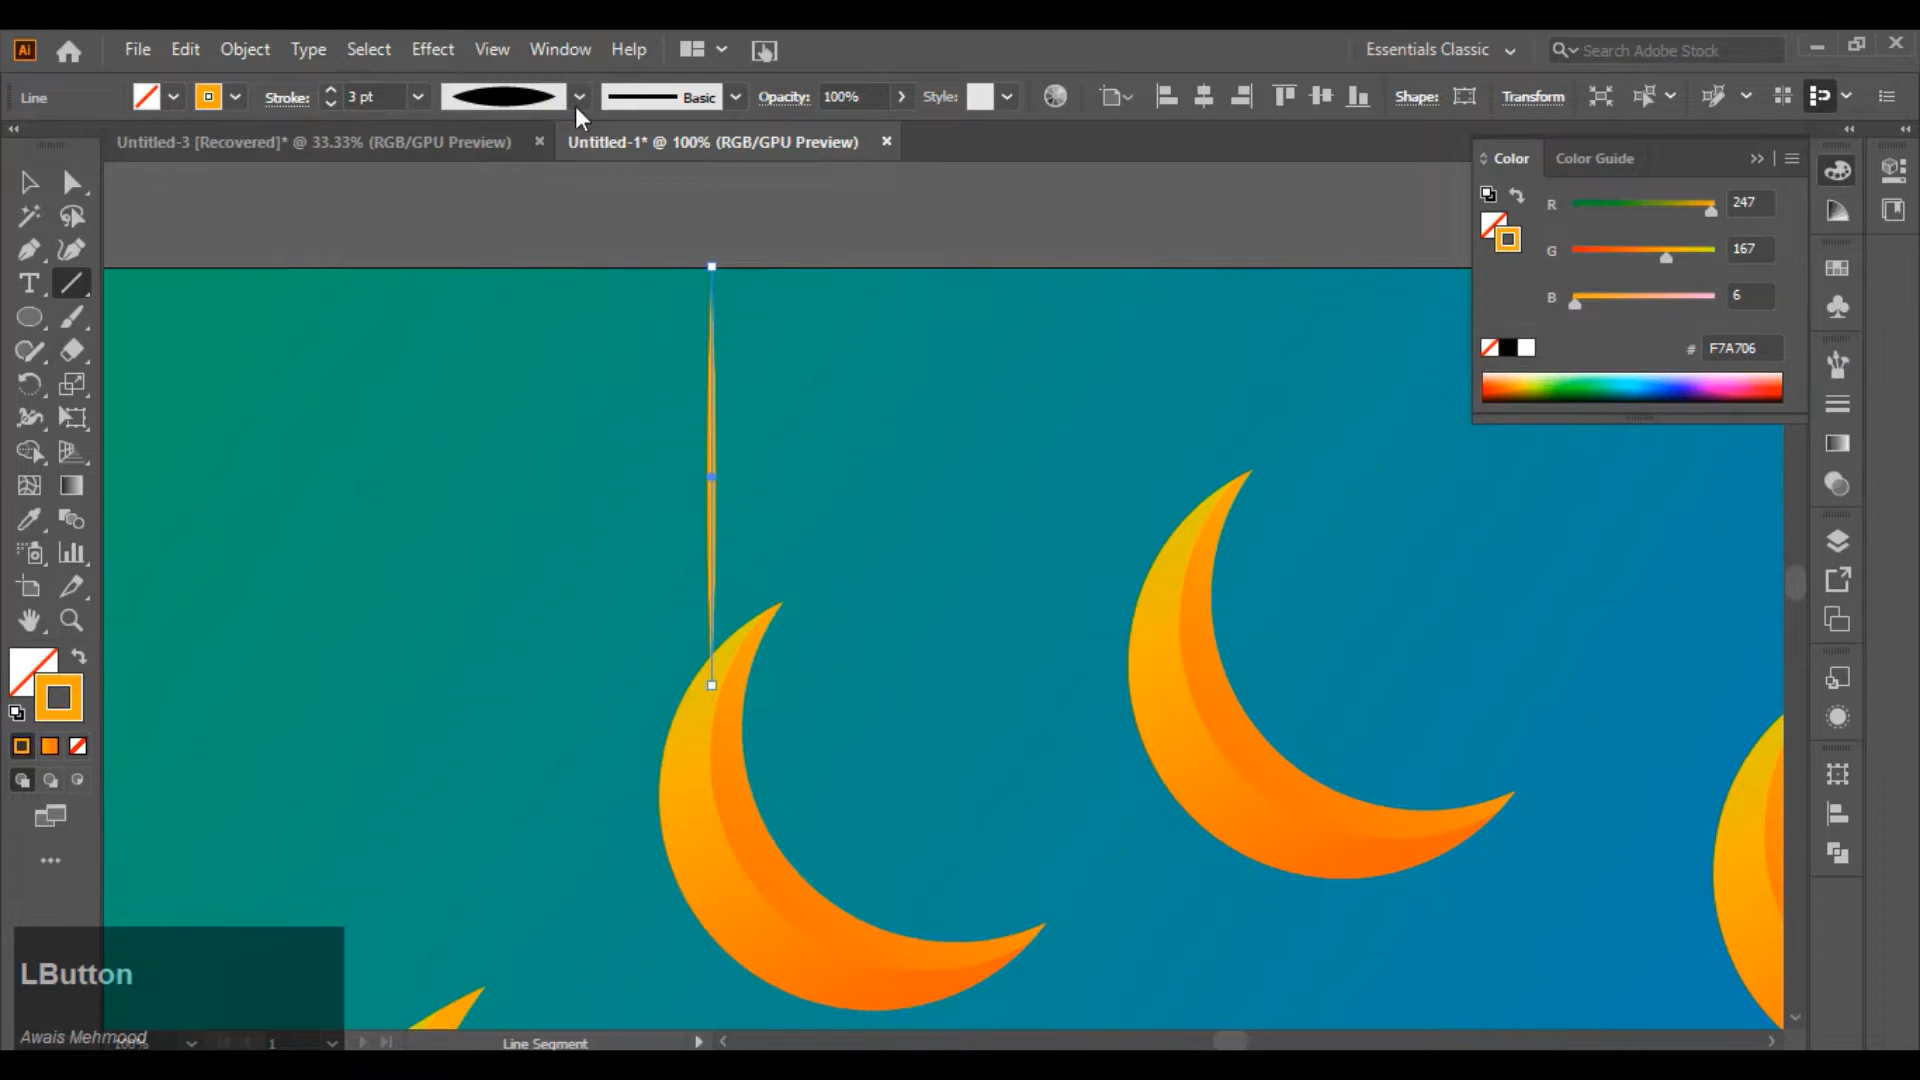 Ai File Edit Object Type Select Effect View Window Help Essentials Classic Search Adobe Stock
Line Stroke: 3 pt Basic Opacity: 100% Style: Shape: Transform
Untitled-3 [Recovered]* @ 33.33% (RGB/GPU Preview) Untitled-1* @ 100% (RGB/GPU Preview)
Color Color Guide
R 247
G 167
B 6
# F7A706
T
LButton
Awais Mehmood
100% 1 Line Segment